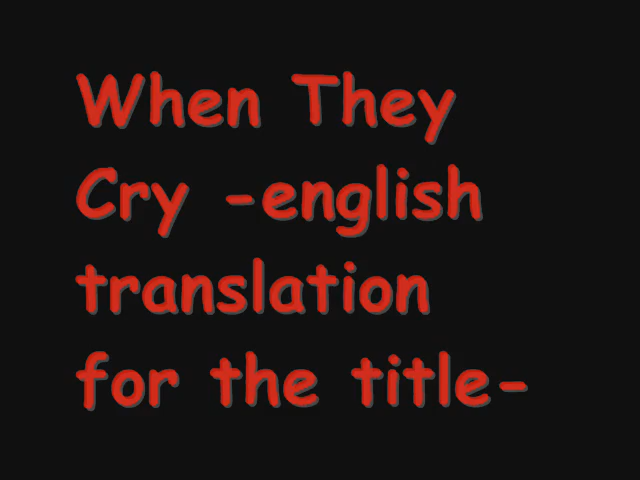 When They
Cry -english
translation
for the title-